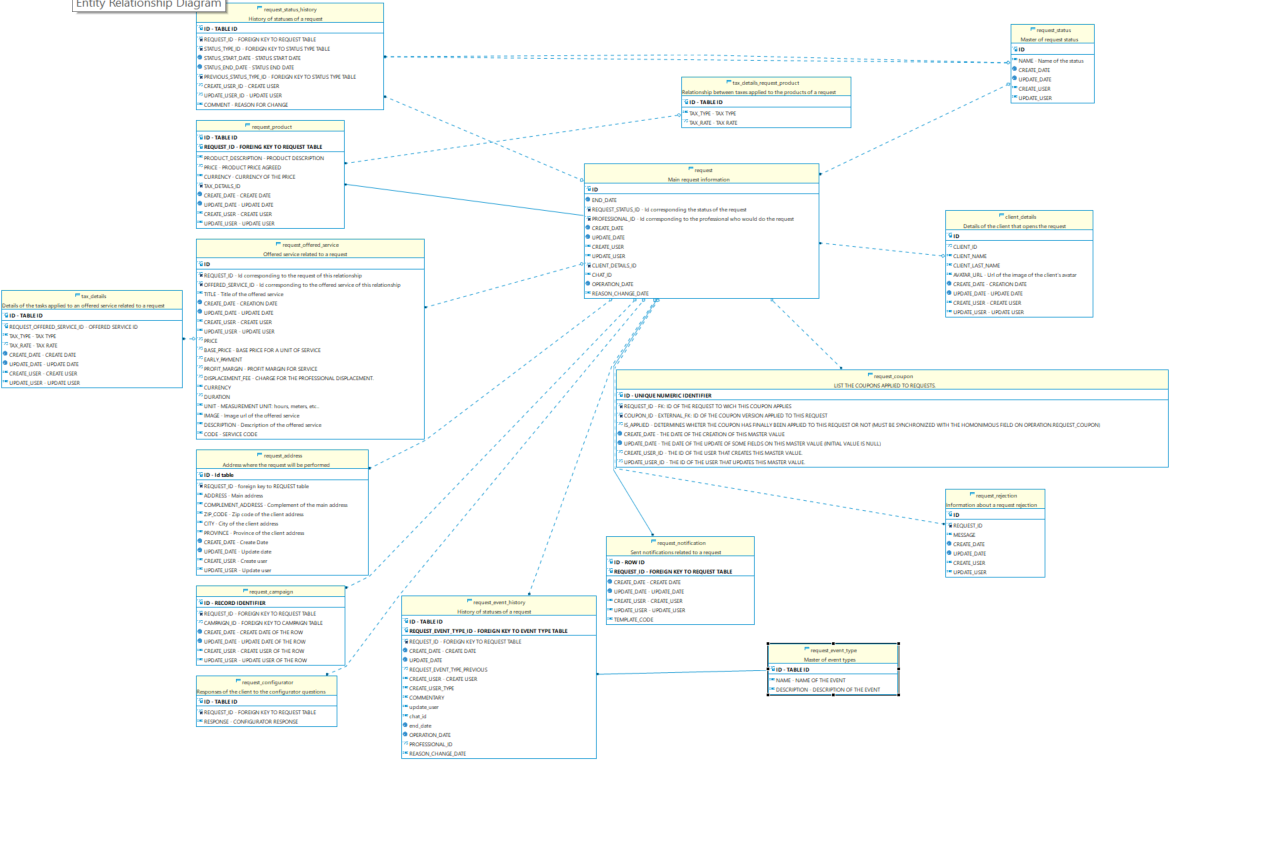 Entity Relationship Diagram
request_status_history
History of statuses of a request
ID - TABLE ID
REQUEST_ID - FOREIGN KEY TO REQUEST TABLE
STATUS_TYPE_ID - FOREIGN KEY TO STATUS TYPE TABLE
STATUS_START_DATE - STATUS START DATE
STATUS_END_DATE - STATUS END DATE
PREVIOUS_STATUS_TYPE_ID - FOREIGN KEY TO STATUS TYPE TABLE
CREATE_USER_ID - CREATE USER
UPDATE_USER_ID - UPDATE USER
COMMENT - REASON FOR CHANGE
request_status
Master of request status
ID
NAME - Name of the status
CREATE_DATE
UPDATE_DATE
CREATE_USER
UPDATE_USER
tax_details_request_product
Relationship between taxes applied to the products of a request
ID - TABLE ID
TAX_TYPE - TAX TYPE
TAX_RATE - TAX RATE
request_product
ID - TABLE ID
REQUEST_ID - FOREING KEY TO REQUEST TABLE
PRODUCT_DESCRIPTION - PRODUCT DESCRIPTION
PRICE - PRODUCT PRICE AGREED
CURRENCY - CURRENCY OF THE PRICE
TAX_DETAILS_ID
CREATE_DATE - CREATE DATE
UPDATE_DATE - UPDATE DATE
CREATE_USER - CREATE USER
UPDATE_USER - UPDATE USER
request
Main request information
ID
END_DATE
REQUEST_STATUS_ID - Id corresponding the status of the request
PROFESSIONAL_ID - Id corresponding to the professional who would do the request
CREATE_DATE
UPDATE_DATE
CREATE_USER
UPDATE_USER
CLIENT_DETAILS_ID
CHAT_ID
OPERATION_DATE
REASON_CHANGE_DATE
client_details
Details of the client that opens the request
ID
CLIENT_ID
CLIENT_NAME
CLIENT_LAST_NAME
AVATAR_URL - Url of the image of the client's avatar
CREATE_DATE - CREATION DATE
UPDATE_DATE - UPDATE DATE
CREATE_USER - CREATE USER
UPDATE_USER - UPDATE USER
request_offered_service
Offered service related to a request
ID
REQUEST_ID - Id corresponding to the request of this relationship
OFFERED_SERVICE_ID - Id corresponding to the offered service of this relationship
TITLE - Title of the offered service
CREATE_DATE - CREATION DATE
UPDATE_DATE - UPDATE DATE
CREATE_USER - CREATE USER
UPDATE_USER - UPDATE USER
PRICE
BASE_PRICE - BASE PRICE FOR A UNIT OF SERVICE
EARLY_PAYMENT
PROFIT_MARGIN - PROFIT MARGIN FOR SERVICE
DISPLACEMENT_FEE - CHARGE FOR THE PROFESSIONAL DISPLACEMENT.
CURRENCY
DURATION
UNIT - MEASUREMENT UNIT: hours, meters, etc..
IMAGE - Image url of the offered service
DESCRIPTION - Description of the offered service
CODE - SERVICE CODE
tax_details
Details of the tasks applied to an offered service related to a request
ID - TABLE ID
REQUEST_OFFERED_SERVICE_ID - OFFERED SERVICE ID
TAX_TYPE - TAX TYPE
TAX_RATE - TAX RATE
CREATE_DATE - CREATE DATE
UPDATE_DATE - UPDATE DATE
CREATE_USER - CREATE USER
UPDATE_USER - UPDATE USER
request_coupon
LIST THE COUPONS APPLIED TO REQUESTS.
ID - UNIQUE NUMERIC IDENTIFIER
REQUEST_ID - FK: ID OF THE REQUEST TO WICH THIS COUPON APPLIES
COUPON_ID - EXTERNAL_FK: ID OF THE COUPON VERSION APPLIED TO THIS REQUEST
IS_APPLIED - DETERMINES WHETER THE COUPON HAS FINALLY BEEN APPLIED TO THIS REQUEST OR NOT (MUST BE SYNCHRONIZED WITH THE HOMONIMOUS FIELD ON OPERATION.REQUEST_COUPON)
CREATE_DATE - THE DATE OF THE CREATION OF THIS MASTER VALUE
UPDATE_DATE - THE DATE OF THE UPDATE OF SOME FIELDS ON THIS MASTER VALUE (INITIAL VALUE IS NULL)
CREATE_USER_ID - THE ID OF THE USER THAT CREATES THIS MASTER VALUE.
UPDATE_USER_ID - THE ID OF THE USER THAT UPDATES THIS MASTER VALUE
request_address
Address where the request will be performed
ID - Id table
REQUEST_ID - foreign key to REQUEST table
ADDRESS - Main address
COMPLEMENT_ADDRESS - Complement of the main address
ZIP_CODE - Zip code of the client address
CITY - City of the client address
PROVINCE - Province of the client address
CREATE_DATE - Create Date
UPDATE_DATE - Update date
CREATE_USER - Create user
UPDATE_USER - Update user
request_rejection
Information about a request rejection
ID
REQUEST_ID
MESSAGE
CREATE_DATE
UPDATE_DATE
CREATE_USER
UPDATE_USER
request_notification
Sent notifications related to a request
ID - ROW ID
REQUEST_ID - FOREIGN KEY TO REQUEST TABLE
CREATE_DATE - CREATE DATE
UPDATE_DATE - UPDATE_DATE
CREATE_USER - CREATE_USER
UPDATE_USER - UPDATE_USER
TEMPLATE_CODE
request_campaign
ID - RECORD IDENTIFIER
REQUEST_ID - FOREIGN KEY TO REQUEST TABLE
CAMPAIGN_ID - FOREIGN KEY TO CAMPAIGN TABLE
CREATE_DATE - CREATE DATE OF THE ROW
UPDATE_DATE - UPDATE DATE OF THE ROW
CREATE_USER - CREATE USER OF THE ROW
UPDATE_USER - UPDATE USER OF THE ROW
request_event_history
History of statuses of a request
ID - TABLE ID
REQUEST_EVENT_TYPE_ID - FOREIGN KEY TO EVENT TYPE TABLE
REQUEST_ID - FOREIGN KEY TO REQUEST TABLE
CREATE_DATE - CREATE DATE
UPDATE_DATE
REQUEST_EVENT_TYPE_PREVIOUS
CREATE_USER - CREATE USER
CREATE_USER_TYPE
COMMENTARY
update_user
chat_id
end_date
OPERATION_DATE
PROFESSIONAL_ID
REASON_CHANGE_DATE
request_event_type
Master of event types
ID - TABLE ID
NAME - NAME OF THE EVENT
DESCRIPTION - DESCRIPTION OF THE EVENT
request_configurator
Responses of the client to the configurator questions
ID - TABLE ID
REQUEST_ID - FOREIGN KEY TO REQUEST TABLE
RESPONSE - CONFIGURATOR RESPONSE